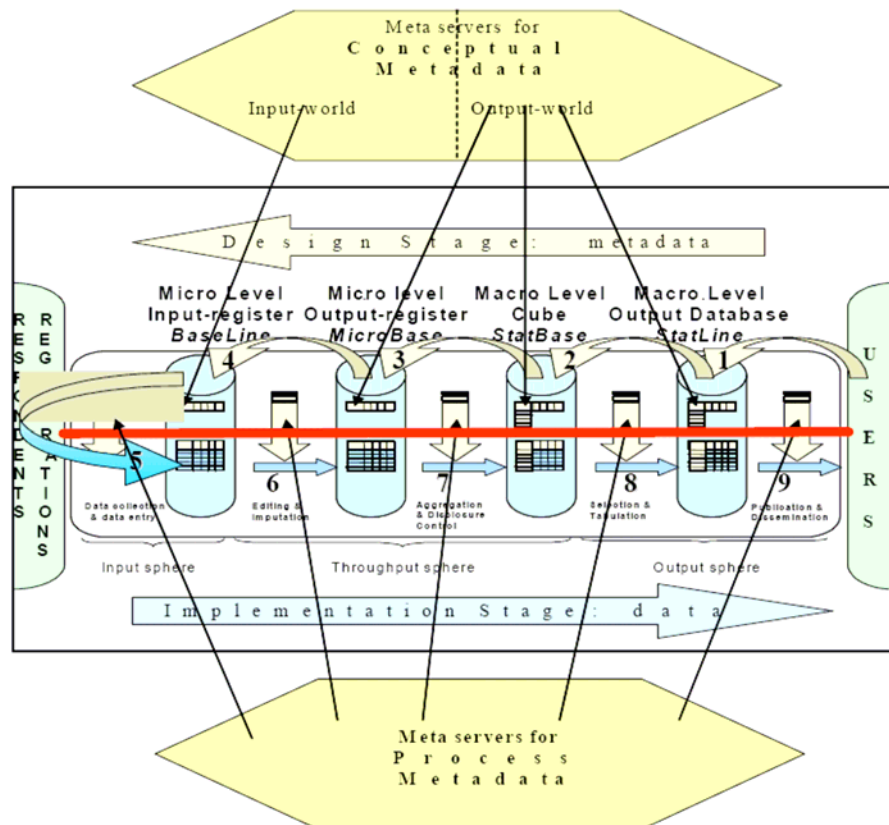 Meta servers for
Conceptual
Metadata
Input-world
Output-world
Design Stage: metadata
Micro Level
Input-register
BaseLine
Micro level
Output-register
MicroBase
Macro Level
Cube
StatBase
Macro Level
Output Database
StatLine
4
3
2
1
USERS
5
6
7
8
9
Data collection
& data entry
Editing &
Imputation
Aggregation
& Disclosure
Control
Selection &
Tabulation
Publication &
Dissemination
Input sphere
Throughput sphere
Output sphere
Implementation Stage: data
Meta servers for
Process
Metadata